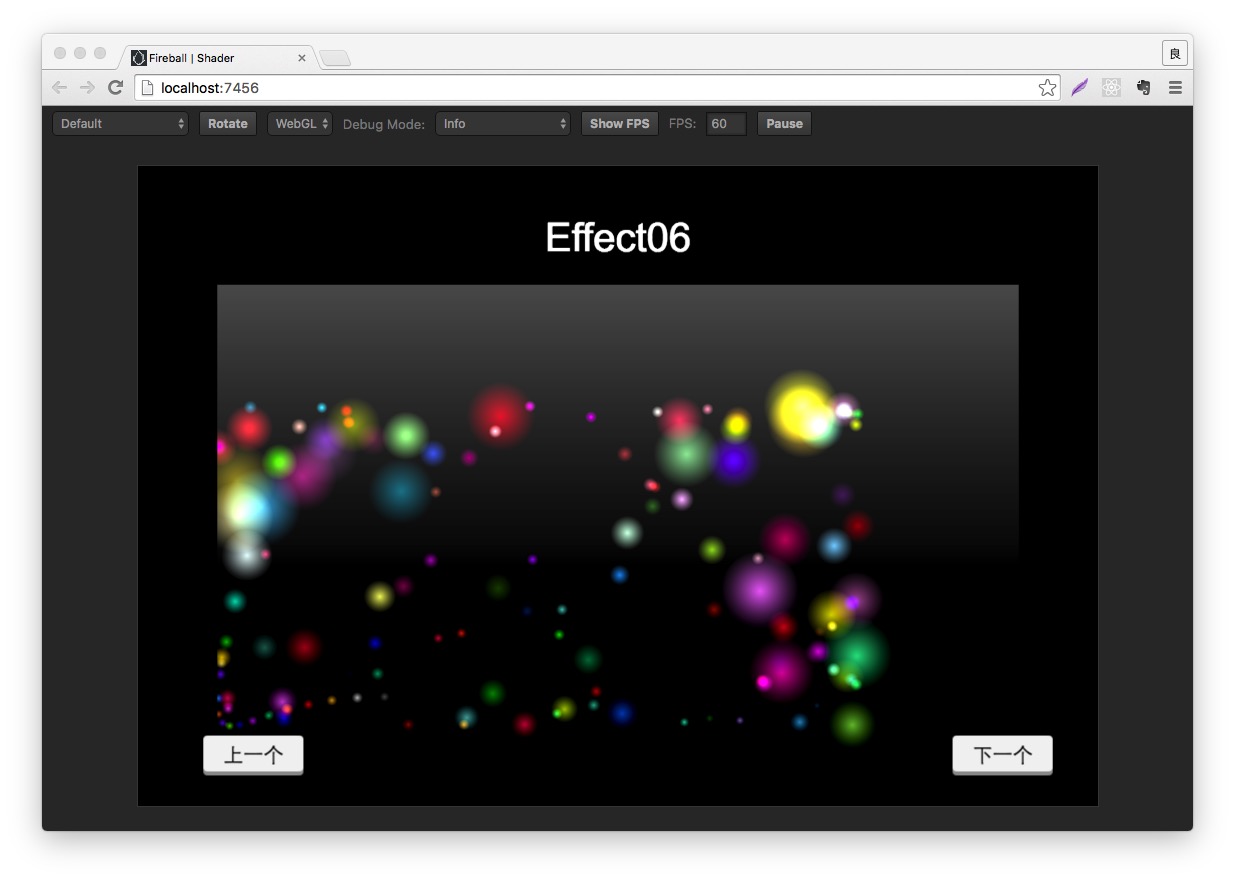 Fireball | Shader
良
localhost:7456
Default Rotate WebGL Debug Mode: Info Show FPS FPS: 60 Pause
Effect06
上一个 下一个